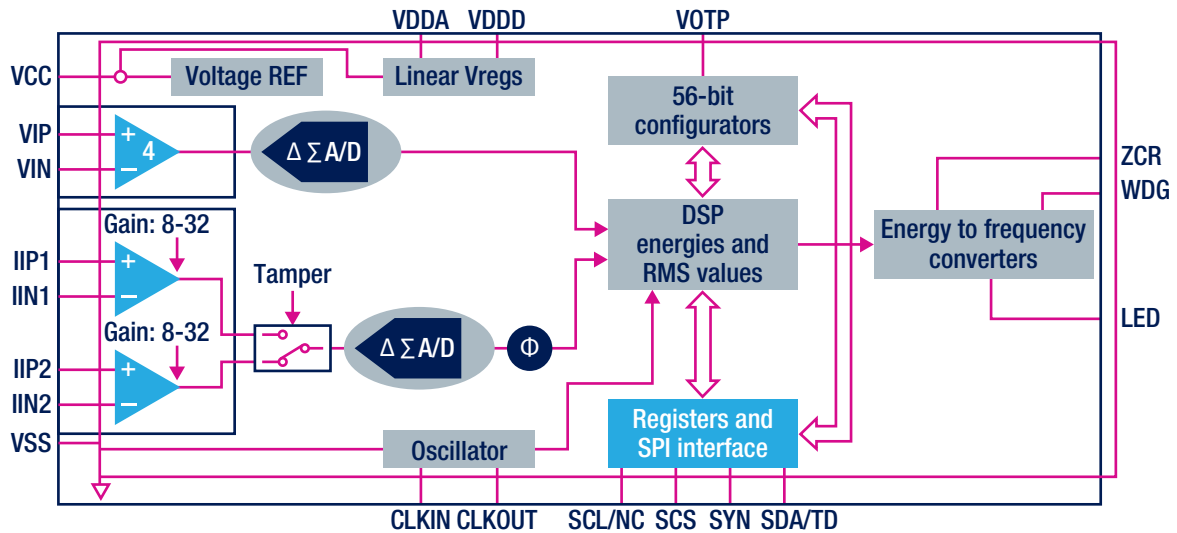 VDDA VDDD VOTP
VCC
Voltage REF
Linear Vregs
56-bit
configurators
VIP
VIN
+
4
−
Δ ∑ A/D
ZCR
WDG
DSP
energies and
RMS values
Energy to frequency
converters
Gain: 8-32
IIP1
IIN1
+
−
Tamper
LED
Gain: 8-32
IIP2
IIN2
+
−
Δ ∑ A/D
Φ
VSS
Oscillator
Registers and
SPI interface
CLKIN CLKOUT SCL/NC SCS SYN SDA/TD